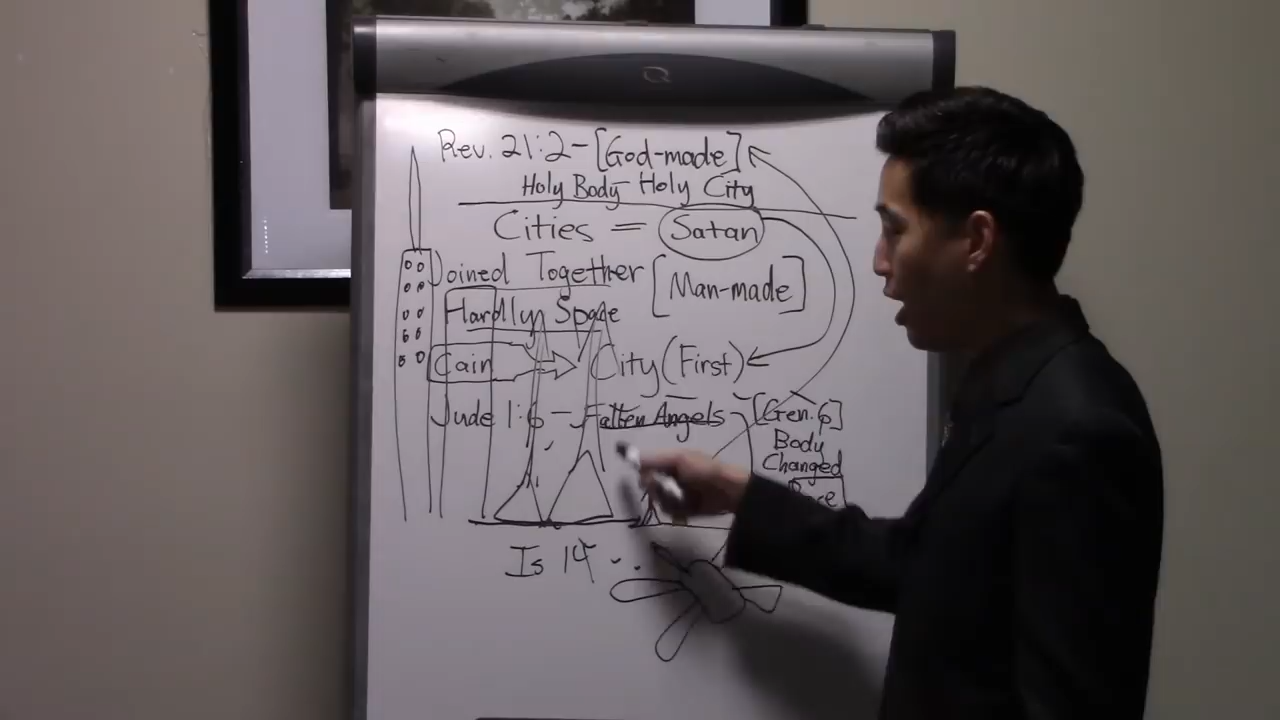 Rev. 21:2 - [God-made]
Holy Body Holy City
Cities = Satan
Joined Together [Man-made]
Hardly Space
Cain City (First)
Jude 1:6 - Fallen Angels [Gen. 6]
Body
Changed
Race
Is 14 . .